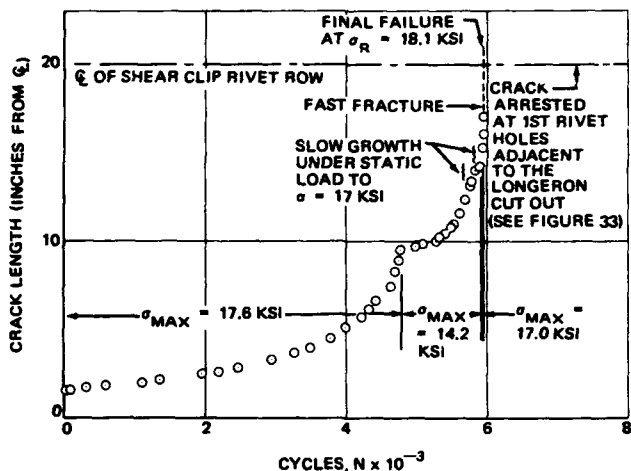 FINAL FAILURE
AT σR = 18.1 KSI
20
℄ OF SHEAR CLIP RIVET ROW
CRACK
ARRESTED
AT 1ST RIVET
HOLES
ADJACENT
TO THE
LONGERON
CUT OUT
(SEE FIGURE 33)
FAST FRACTURE
SLOW GROWTH
UNDER STATIC
LOAD TO
σ = 17 KSI
CRACK LENGTH (INCHES FROM ℄)
10
σMAX = 17.6 KSI
σMAX
= 14.2
KSI
σMAX =
17.0 KSI
0
0
2
4
6
8
CYCLES, N x 10⁻³